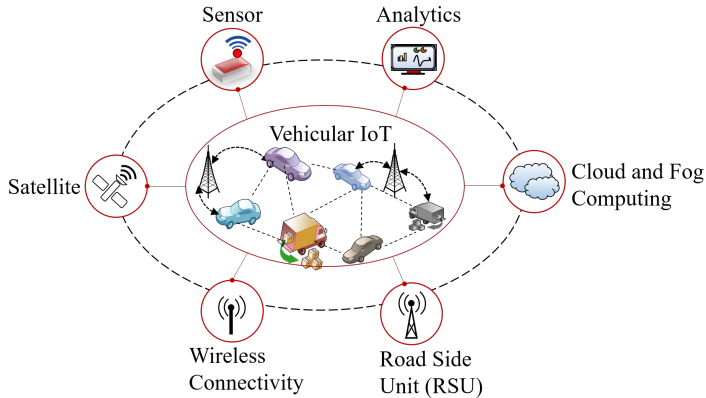 Sensor
Analytics
Vehicular IoT
Satellite
Cloud and Fog
Computing
Wireless
Connectivity
Road Side
Unit (RSU)